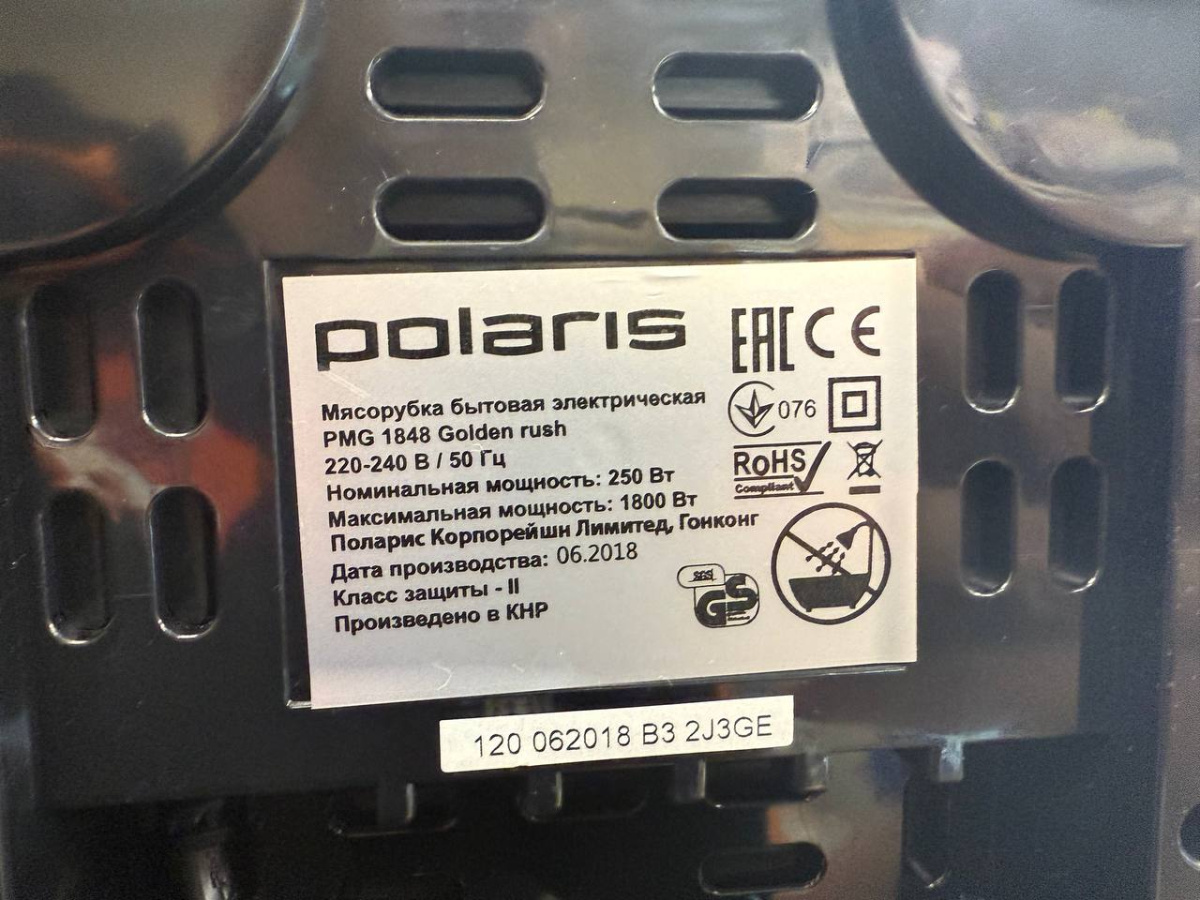 polaris
EAC CE
Мясорубка бытовая электрическая
PMG 1848 Golden rush
076
220-240 В / 50 Гц
RoHS
Compliant
Номинальная мощность: 250 Вт
Максимальная мощность: 1800 Вт
Поларис Корпорейшн Лимитед, Гонконг
Дата производства: 06.2018
SGS
GS
Класс защиты - II
Произведено в КНР
120 062018 B3 2J3GE